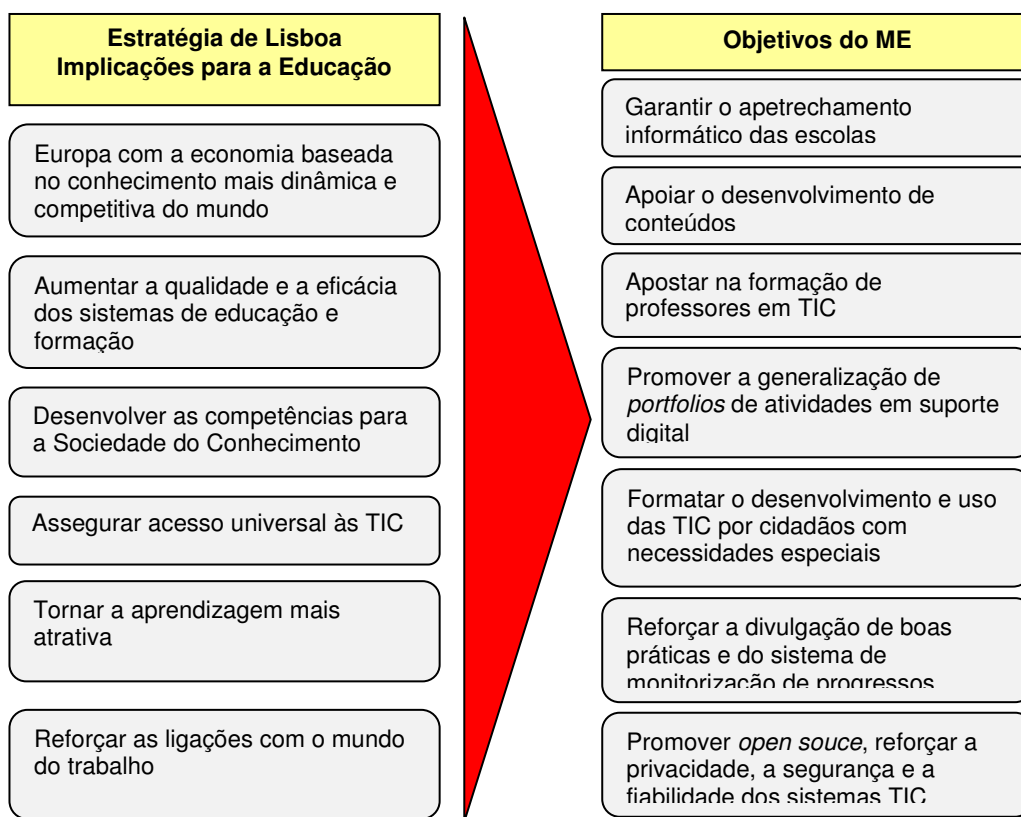 Estratégia de Lisboa
Implicações para a Educação
Europa com a economia baseada
no conhecimento mais dinâmica e
competitiva do mundo
Aumentar a qualidade e a eficácia
dos sistemas de educação e
formação
Desenvolver as competências para
a Sociedade do Conhecimento
Assegurar acesso universal às TIC
Tornar a aprendizagem mais
atrativa
Reforçar as ligações com o mundo
do trabalho
Objetivos do ME
Garantir o apetrechamento
informático das escolas
Apoiar o desenvolvimento de
conteúdos
Apostar na formação de
professores em TIC
Promover a generalização de
portfolios de atividades em suporte
digital
Formatar o desenvolvimento e uso
das TIC por cidadãos com
necessidades especiais
Reforçar a divulgação de boas
práticas e do sistema de
monitorização de progressos
Promover open souce, reforçar a
privacidade, a segurança e a
fiabilidade dos sistemas TIC